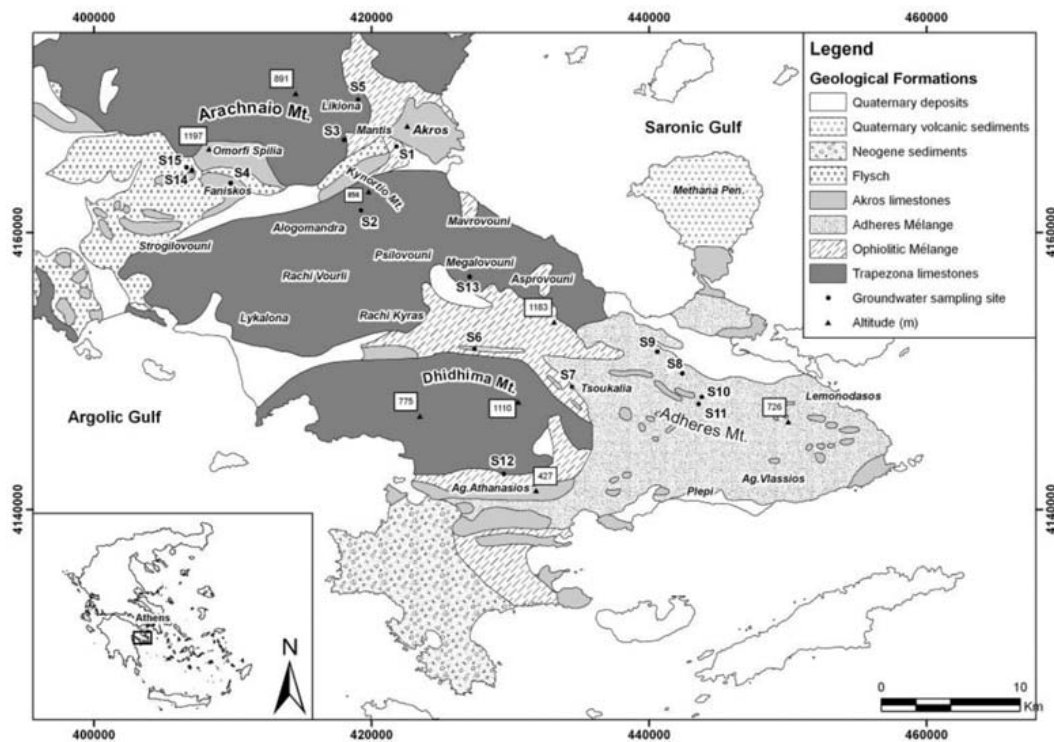 400000
420000
440000
460000
891
S5
Likiona
Arachnaio Mt.
Mantis
Akros
S3
1197
S1
Omorfi Spilia
S15
S14
S4
Faniskos
Kynortio Mt.
S2
Alogomandra
Mavrovouni
Strogilovouni
Psilovouni
Megalovouni
Rachi Vourli
S13
Asprovouni
1183
Lykalona
Rachi Kyras
S6
S9
S8
S7
Dhidhima Mt.
Tsoukalia
S10
S11
Lemonodasos
775
1110
726
Adheres Mt.
Argolic Gulf
S12
427
Ag.Athanasios
Ag.Vlassios
Plepi
Saronic Gulf
Methana Pen.
4160000
4160000
4140000
4140000
Legend
Geological Formations
Quaternary deposits
Quaternary volcanic sediments
Neogene sediments
Flysch
Akros limestones
Adheres Mélange
Ophiolitic Mélange
Trapezona limestones
Groundwater sampling site
Altitude (m)
Athens
N
0
10
Km
400000
420000
440000
460000